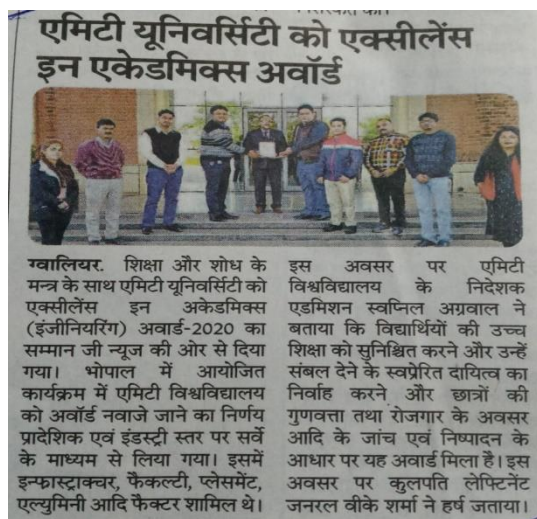 एमिटी यूनिवर्सिटी को एक्सीलेंस
इन एकेडमिक्स अवॉर्ड
ग्वालियर. शिक्षा और शोध के
मन्त्र के साथ एमिटी यूनिवर्सिटी को
एक्सीलेंस इन अकेडमिक्स
(इंजीनियरिंग) अवार्ड-2020 का
सम्मान जी न्यूज की ओर से दिया
गया। भोपाल में आयोजित
कार्यक्रम में एमिटी विश्वविद्यालय
को अवॉर्ड नवाजे जाने का निर्णय
प्रादेशिक एवं इंडस्ट्री स्तर पर सर्वे
के माध्यम से लिया गया। इसमें
इन्फ्रास्ट्राक्चर, फैकल्टी, प्लेसमेंट,
एल्युमिनी आदि फैक्टर शामिल थे।
इस अवसर पर एमिटी
विश्वविद्यालय के निदेशक
एडमिशन स्वप्निल अग्रवाल ने
बताया कि विद्यार्थियों की उच्च
शिक्षा को सुनिश्चित करने और उन्हें
संबल देने के स्वप्रेरित दायित्व का
निर्वाह करने और छात्रों की
गुणवत्ता तथा रोजगार के अवसर
आदि के जांच एवं निष्पादन के
आधार पर यह अवार्ड मिला है। इस
अवसर पर कुलपति लेफ्टिनेंट
जनरल वीके शर्मा ने हर्ष जताया।